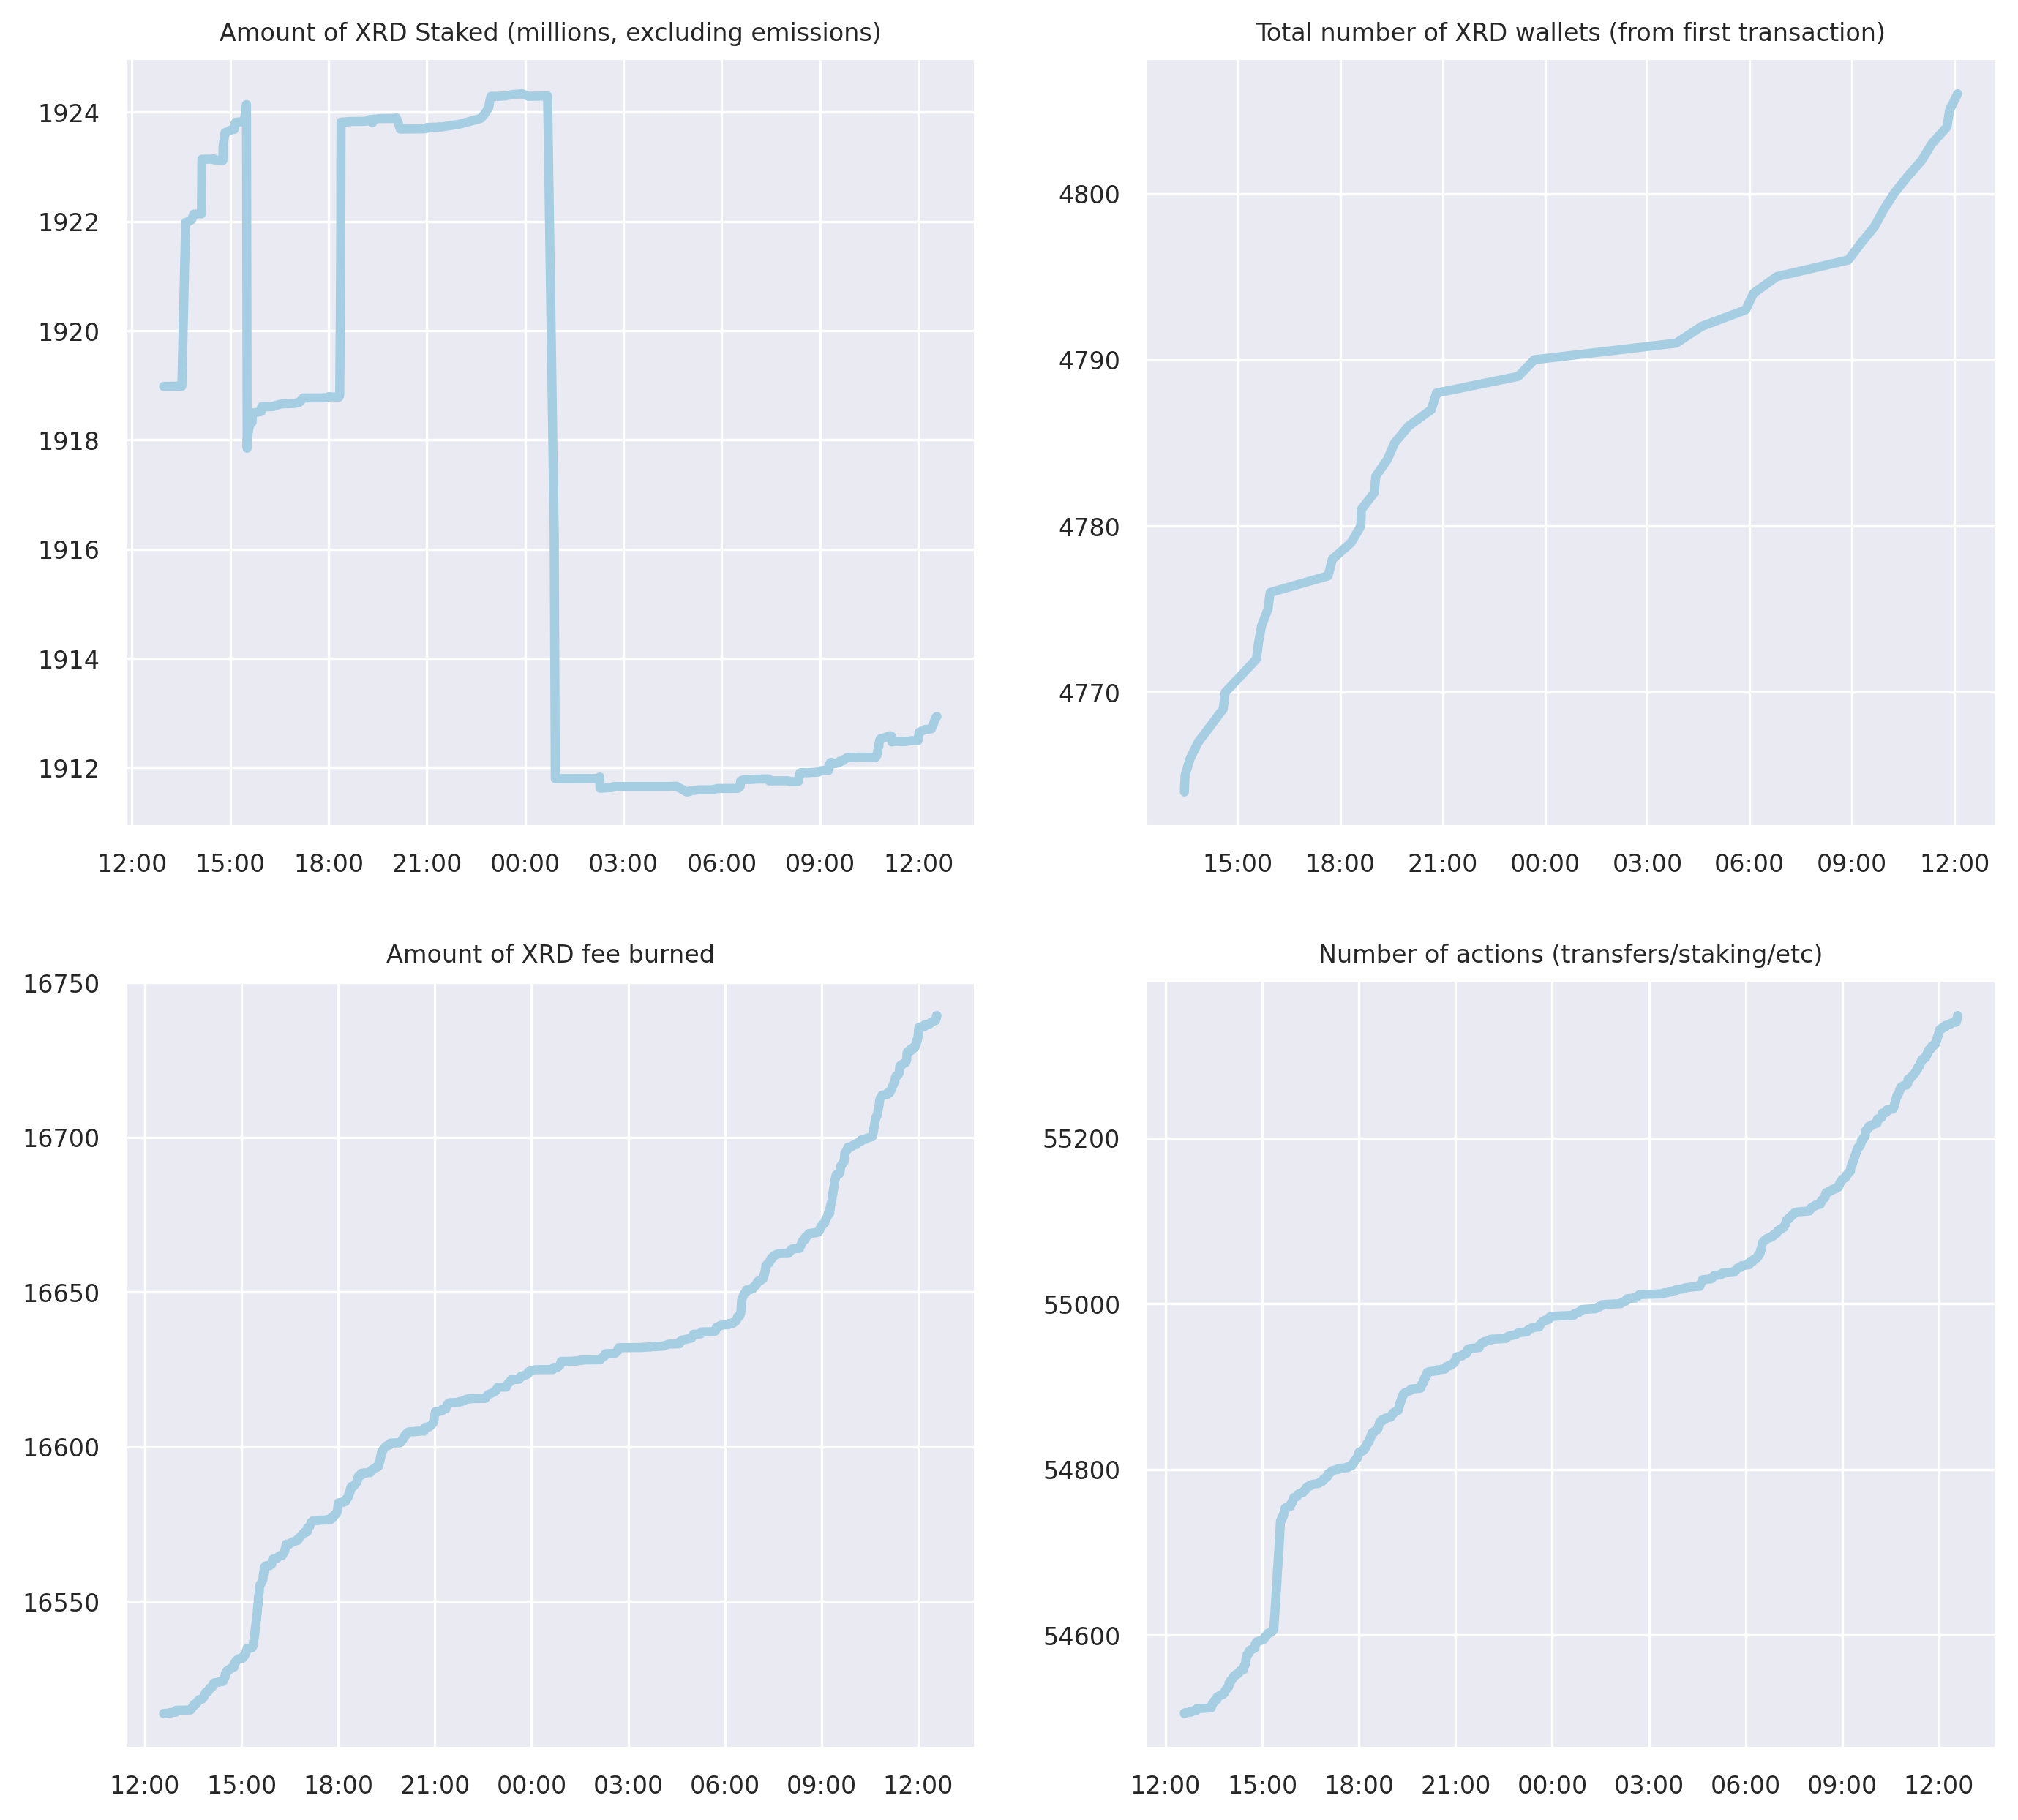 Amount of XRD Staked (millions, excluding emissions)
1924
1922
1920
1918
1916
1914
1912
12:00 15:00 18:00 21:00 00:00 03:00 06:00 09:00 12:00
Total number of XRD wallets (from first transaction)
4800
4790
4780
4770
15:00 18:00 21:00 00:00 03:00 06:00 09:00 12:00
Amount of XRD fee burned
16750
16700
16650
16600
16550
12:00 15:00 18:00 21:00 00:00 03:00 06:00 09:00 12:00
Number of actions (transfers/staking/etc)
55200
55000
54800
54600
12:00 15:00 18:00 21:00 00:00 03:00 06:00 09:00 12:00